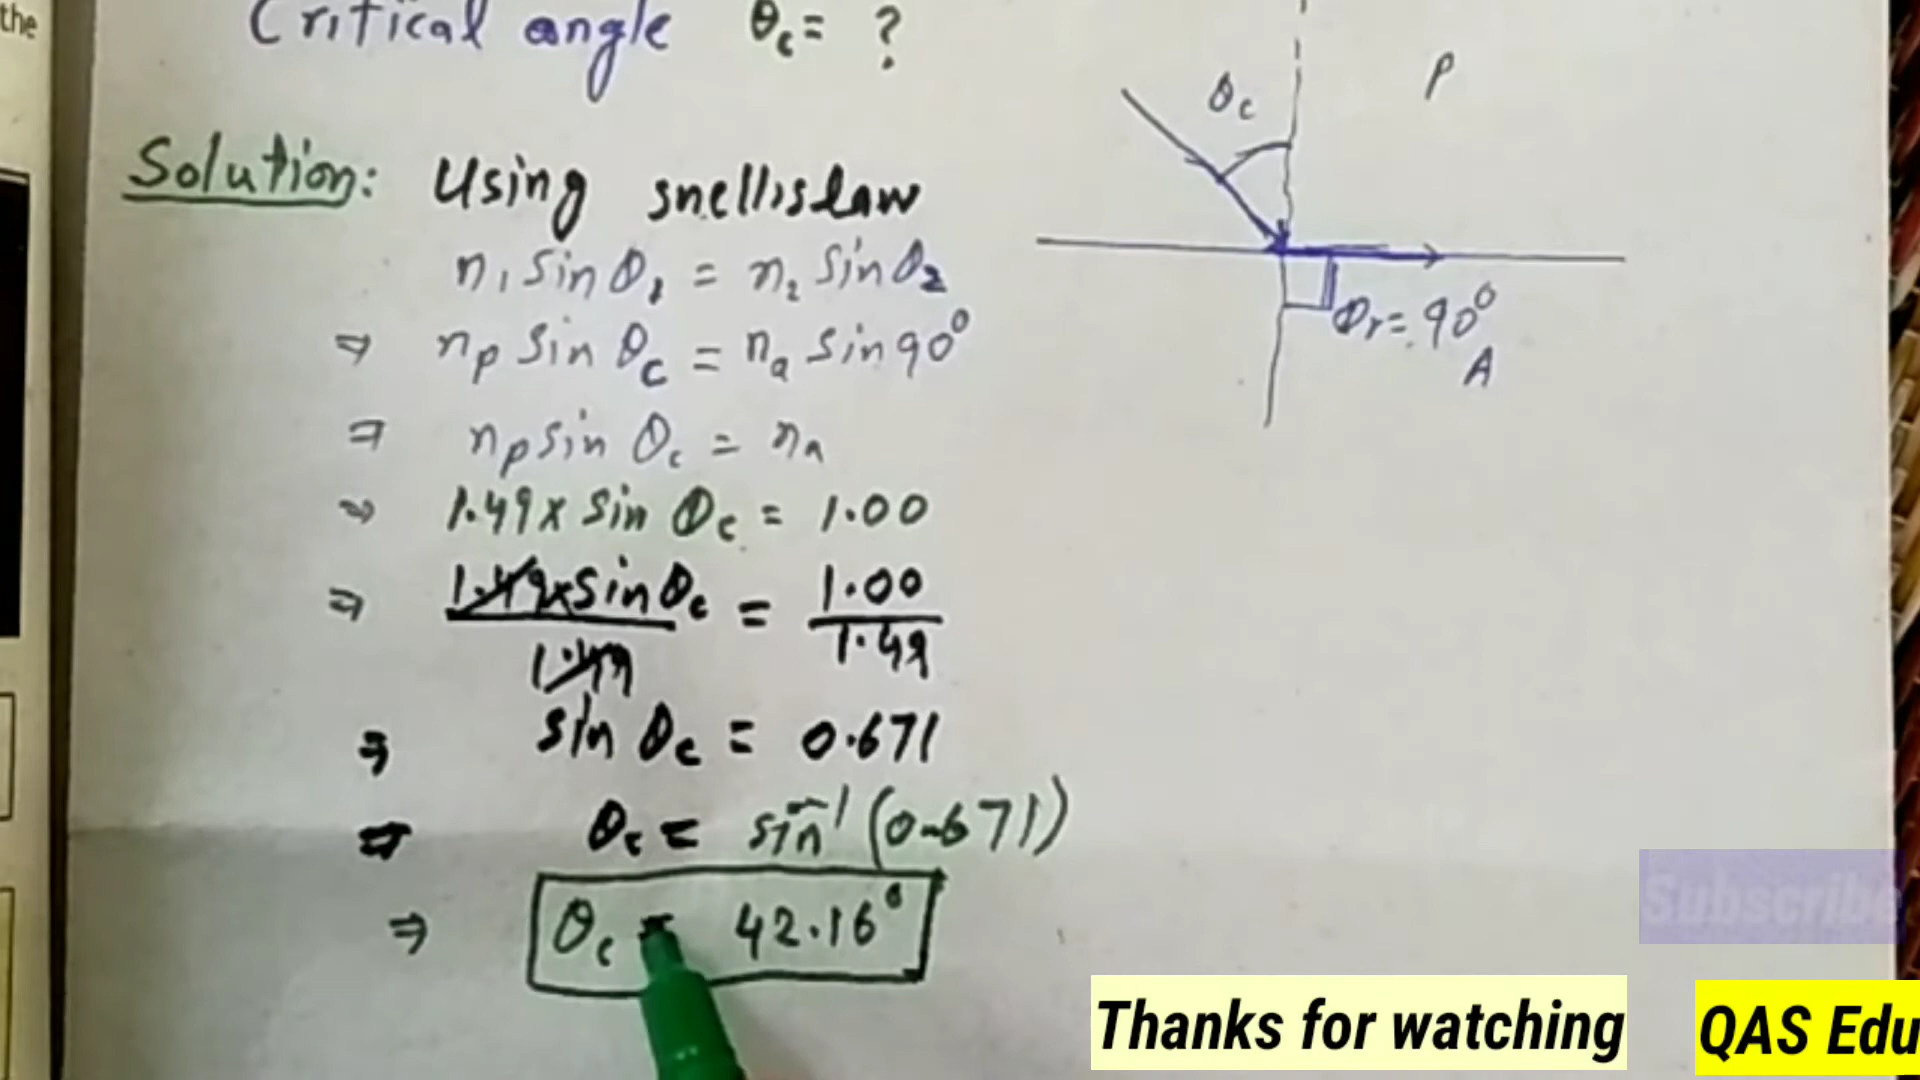 the
Critical angle θc = ?
θc
P
Solution: Using snell's law
n₁ sin θ₁ = n₂ sin θ₂
θr = 90°
A
⇒ np sin θc = na sin 90°
⇒ np sin θc = na
⇒ 1.49 x sin θc = 1.00
⇒ 1.49 x sin θc / 1.49 = 1.00 / 1.49
⇒ sin θc = 0.671
⇒ θc = sin⁻¹ (0.671)
⇒ θc = 42.16°
Subscribe
Thanks for watching
QAS Edu